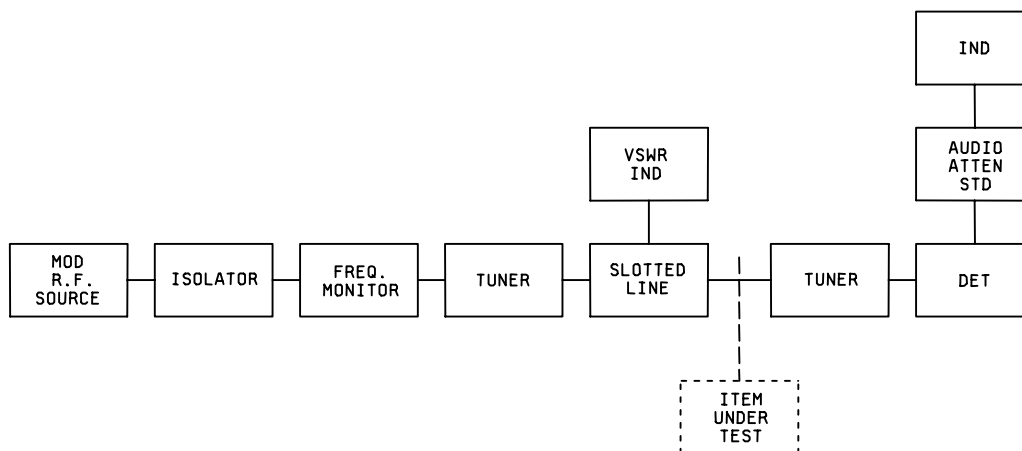 IND
VSWR
IND
AUDIO
ATTEN
STD
MOD
R.F.
SOURCE
ISOLATOR
FREQ.
MONITOR
TUNER
SLOTTED
LINE
TUNER
DET
ITEM
UNDER
TEST